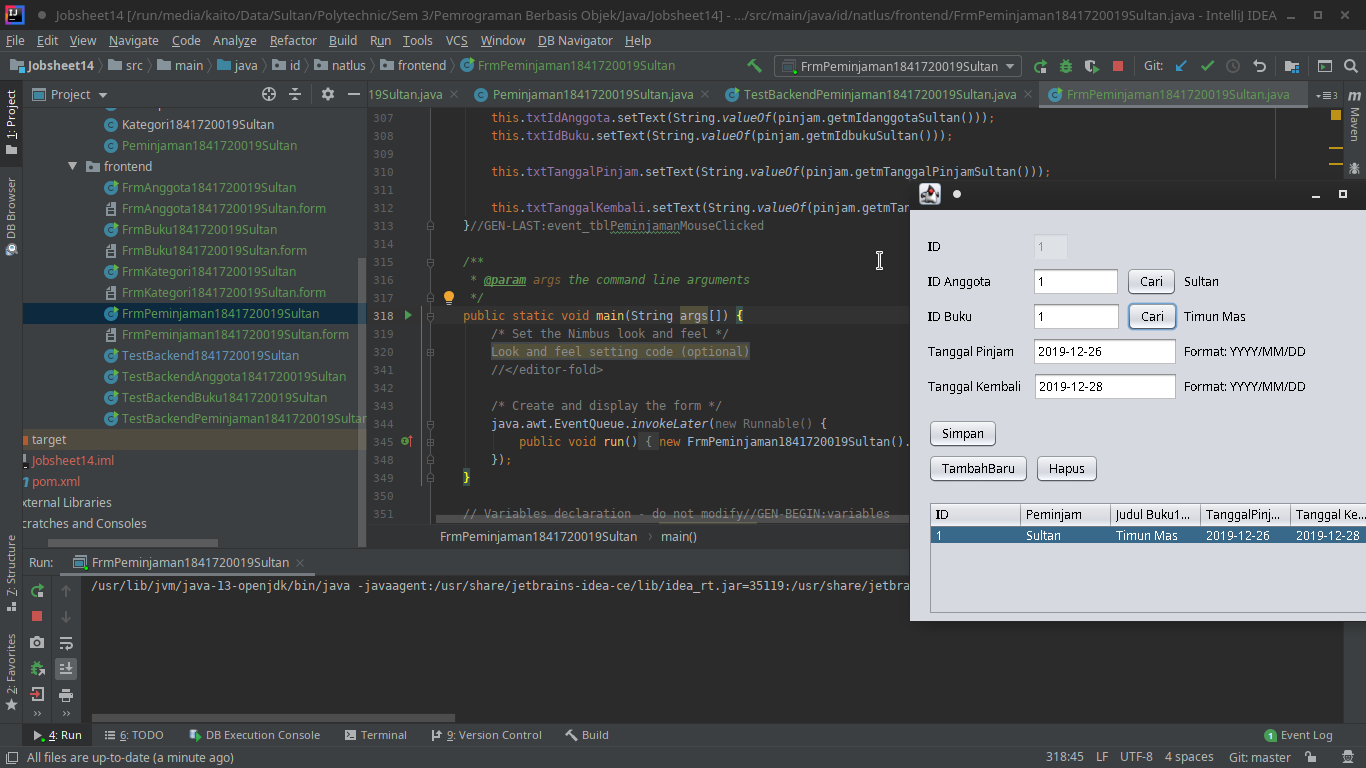 Jobsheet14 [/run/media/kaito/Data/Sultan/Polytechnic/Sem 3/Pemrograman Berbasis Objek/Java/Jobsheet14] - .../src/main/java/id/natlus/frontend/FrmPeminjaman1841720019Sultan.java - IntelliJ IDEA
File Edit View Navigate Code Analyze Refactor Build Run Tools VCS Window DB Navigator Help
Jobsheet14 src main java id natlus frontend FrmPeminjaman1841720019Sultan FrmPeminjaman1841720019Sultan Git:
1: Project
DB Browser
7: Structure
2: Favorites
Project
Kategori1841720019Sultan
Peminjaman1841720019Sultan
frontend
FrmAnggota1841720019Sultan
FrmAnggota1841720019Sultan.form
FrmBuku1841720019Sultan
FrmBuku1841720019Sultan.form
FrmKategori1841720019Sultan
FrmKategori1841720019Sultan.form
FrmPeminjaman1841720019Sultan
FrmPeminjaman1841720019Sultan.form
TestBackend1841720019Sultan
TestBackendAnggota1841720019Sultan
TestBackendBuku1841720019Sultan
TestBackendPeminjaman1841720019Sultan
target
Jobsheet14.iml
pom.xml
xternal Libraries
cratches and Consoles
19Sultan.java Peminjaman1841720019Sultan.java TestBackendPeminjaman1841720019Sultan.java FrmPeminjaman1841720019Sultan.java
3
Maven
307 this.txtIdAnggota.setText(String.valueOf(pinjam.getmIdanggotaSultan()));
308 this.txtIdBuku.setText(String.valueOf(pinjam.getmIdbukuSultan()));
309
310 this.txtTanggalPinjam.setText(String.valueOf(pinjam.getmTanggalPinjamSultan()));
311
312 this.txtTanggalKembali.setText(String.valueOf(pinjam.getmTan
313 }//GEN-LAST:event_tblPeminjamanMouseClicked
314
315 /**
316 * @param args the command line arguments
317 */
318 public static void main(String args[]) {
319 /* Set the Nimbus look and feel */
320 Look and feel setting code (optional)
341 //</editor-fold>
342
343 /* Create and display the form */
344 java.awt.EventQueue.invokeLater(new Runnable() {
345 public void run() { new FrmPeminjaman1841720019Sultan().
348 });
349 }
350
351 // Variables declaration - do not modify//GEN-BEGIN:variables
FrmPeminjaman1841720019Sultan main()
ID 1
ID Anggota 1 Cari Sultan
ID Buku 1 Cari Timun Mas
Tanggal Pinjam 2019-12-26 Format: YYYY/MM/DD
Tanggal Kembali 2019-12-28 Format: YYYY/MM/DD
Simpan
TambahBaru Hapus
ID Peminjam Judul Buku1... TanggalPinj... Tanggal Ke...
1 Sultan Timun Mas 2019-12-26 2019-12-28
Run: FrmPeminjaman1841720019Sultan
/usr/lib/jvm/java-13-openjdk/bin/java -javaagent:/usr/share/jetbrains-idea-ce/lib/idea_rt.jar=35119:/usr/share/jetbra
4: Run 6: TODO DB Execution Console Terminal 9: Version Control Build 1 Event Log
All files are up-to-date (a minute ago) 318:45 LF UTF-8 4 spaces Git: master